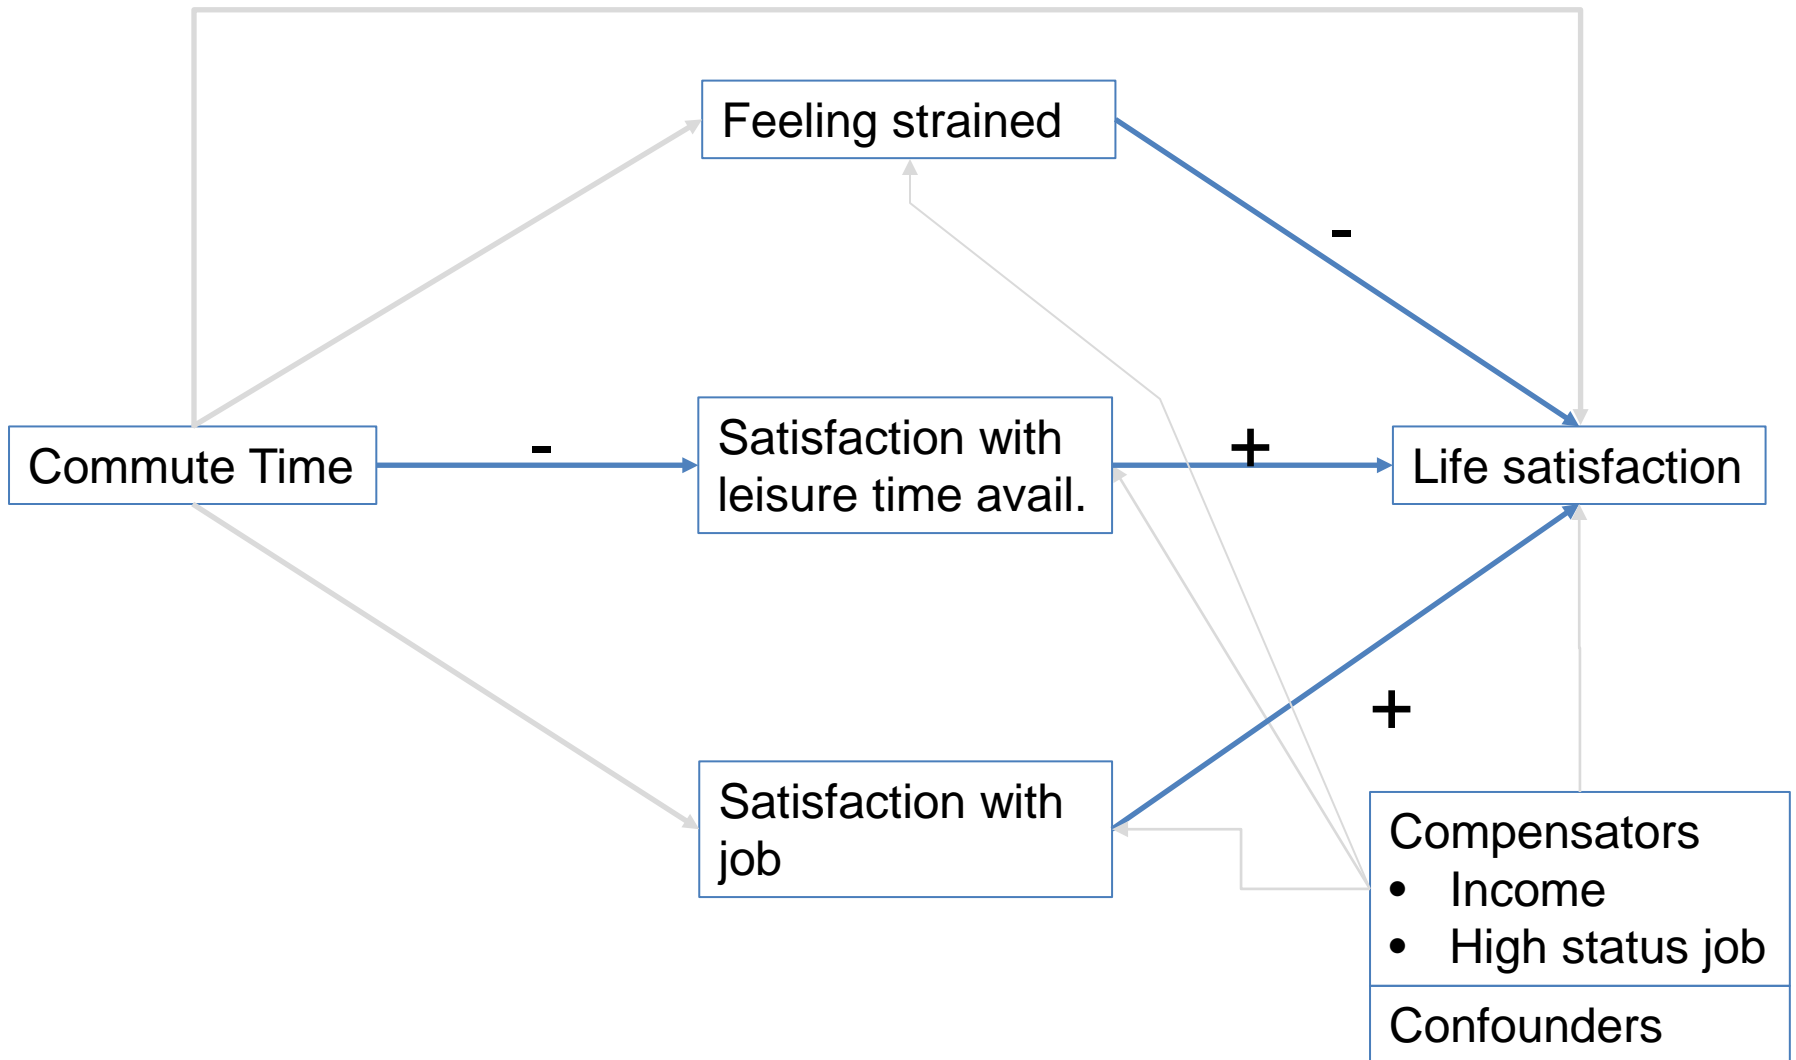 Feeling strained
-
Commute Time
-
Satisfaction with
leisure time avail.
+
Life satisfaction
+
Satisfaction with
job
Compensators
• Income
• High status job
Confounders